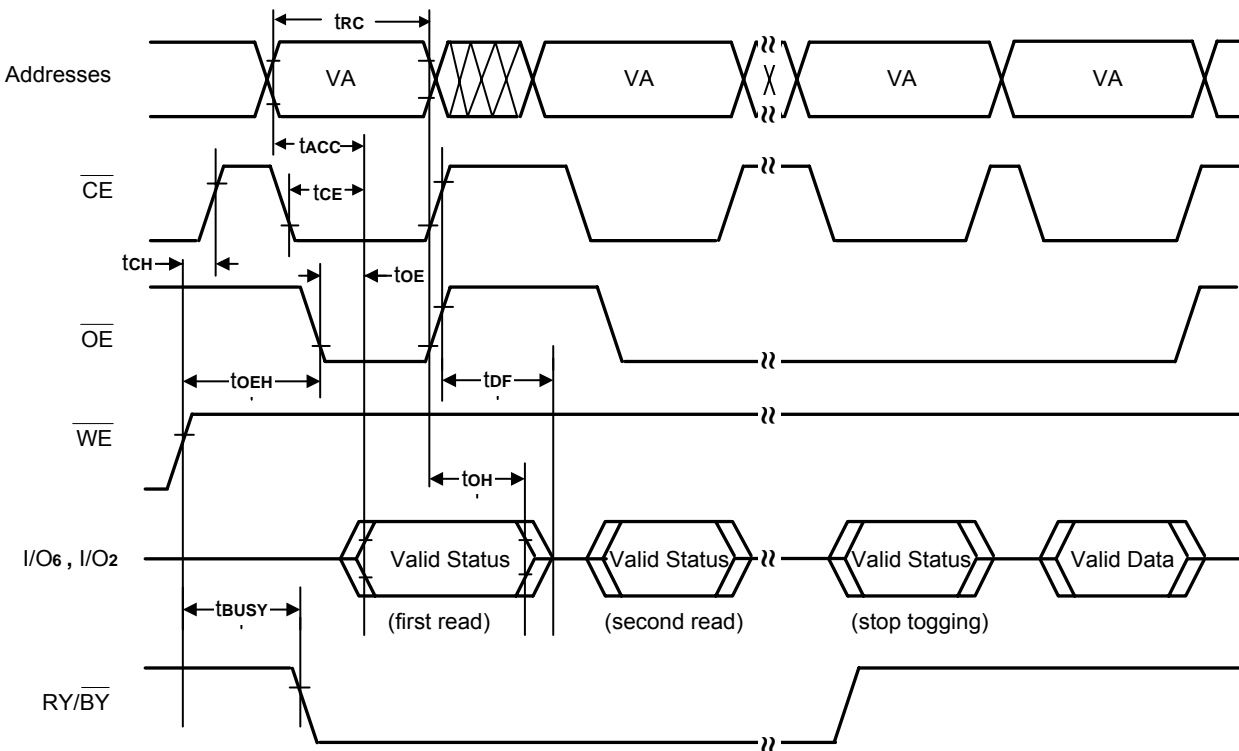 tRC
Addresses
VA
VA
VA
VA
tACC
CE
tCE
tCH
tOE
OE
tOEH
tDF
WE
tOH
I/O6 , I/O2
Valid Status
Valid Status
Valid Status
Valid Data
tBUSY
(first read)
(second read)
(stop togging)
RY/BY